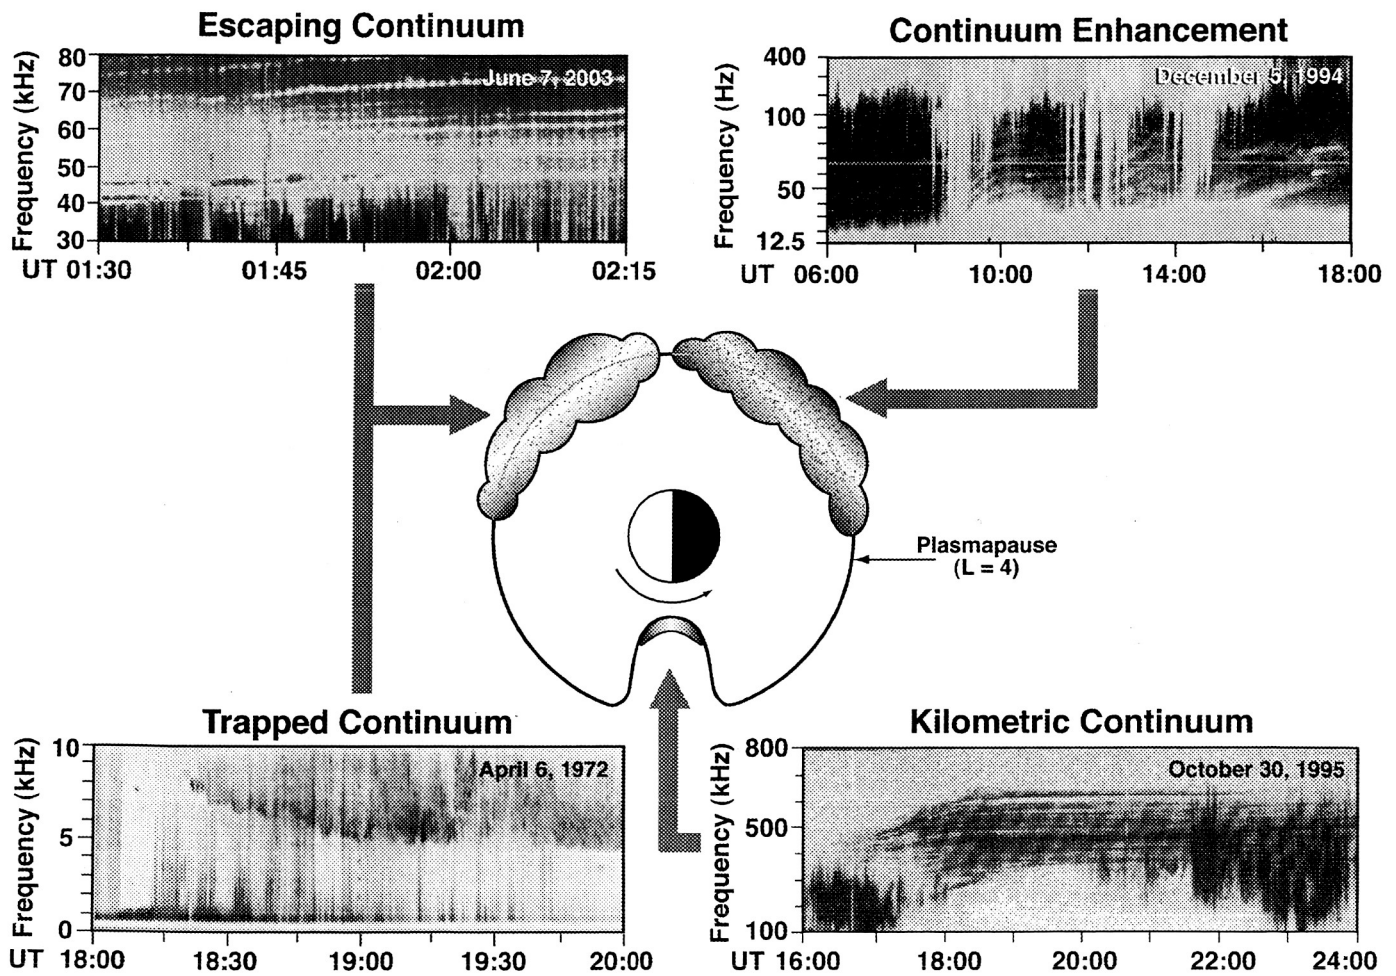 Escaping Continuum
Frequency (kHz)
80
70
60
50
40
30
June 7, 2003
UT 01:30 01:45 02:00 02:15
Continuum Enhancement
Frequency (Hz)
400
100
50
12.5
December 5, 1994
UT 06:00 10:00 14:00 18:00
Plasmapause
(L = 4)
Trapped Continuum
Frequency (kHz)
10
5
0
April 6, 1972
UT 18:00 18:30 19:00 19:30 20:00
Kilometric Continuum
Frequency (kHz)
800
500
100
October 30, 1995
UT 16:00 18:00 20:00 22:00 24:00